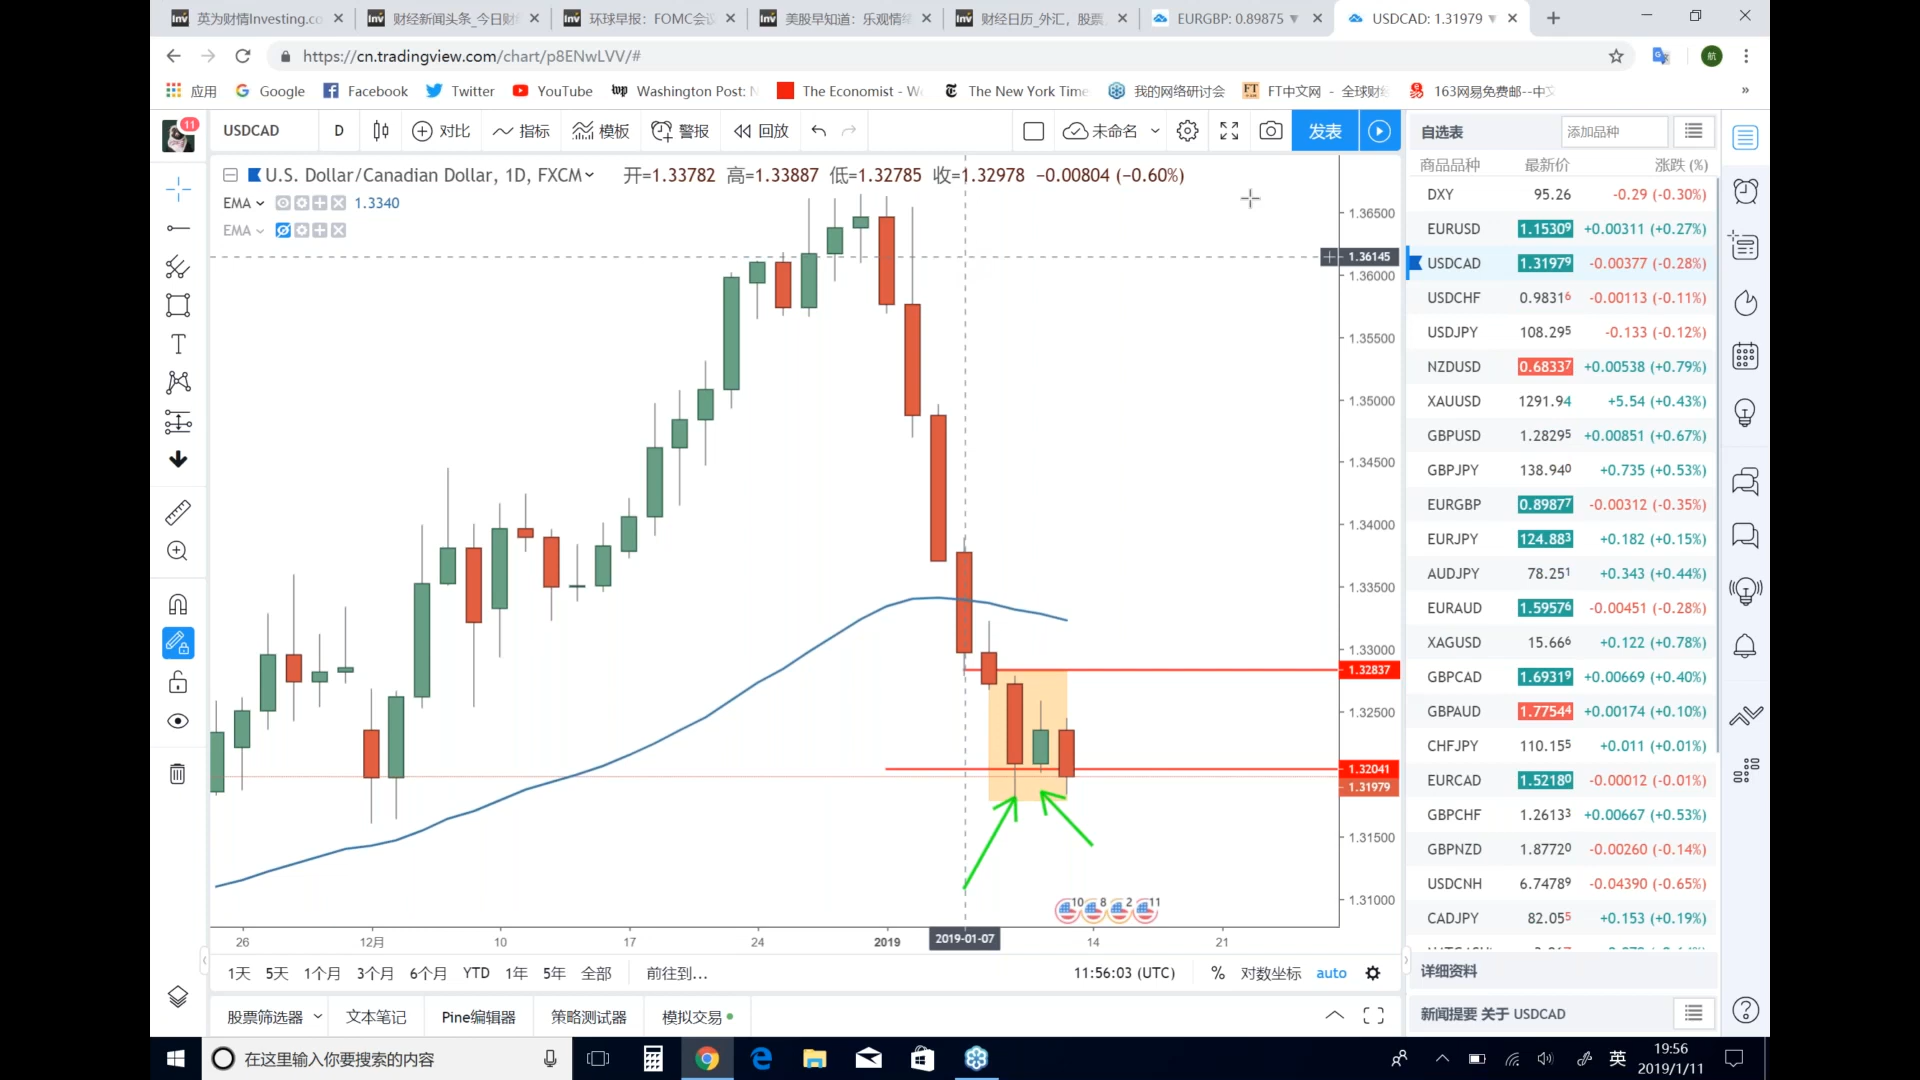 英为财情Investing.co
财经新闻头条_今日财
环球早报：FOMC会议
美股早知道：乐观情绪
财经日历_外汇，股票
EURGBP: 0.89875 ▼
USDCAD: 1.31979 ▼
https://cn.tradingview.com/chart/p8ENwLVV/#
航
应用
Google
Facebook
Twitter
YouTube
Washington Post: N
The Economist - W
The New York Time
我的网络研讨会
FT中文网 - 全球财经
163网易免费邮--中文
»
11
USDCAD
D
对比
指标
模板
警报
回放
未命名
发表
U.S. Dollar/Canadian Dollar, 1D, FXCM
开=1.33782 高=1.33887 低=1.32785 收=1.32978 −0.00804 (−0.60%)
EMA 1.3340
EMA
1.36500
1.36145
1.36000
1.35500
1.35000
1.34500
1.34000
1.33500
1.33000
1.32837
1.32500
1.32041
1.31979
1.31500
1.31000
10
8
2
11
26
12月
10
17
24
2019
2019-01-07
14
21
1天 5天 1个月 3个月 6个月 YTD 1年 5年 全部 前往到...
11:56:03 (UTC) % 对数坐标 auto
股票筛选器 文本笔记 Pine编辑器 策略测试器 模拟交易
自选表
添加品种
商品品种 最新价 涨跌 (%)
DXY 95.26 -0.29 (-0.30%)
EURUSD 1.15309 +0.00311 (+0.27%)
USDCAD 1.31979 -0.00377 (-0.28%)
USDCHF 0.98316 -0.00113 (-0.11%)
USDJPY 108.295 -0.133 (-0.12%)
NZDUSD 0.68337 +0.00538 (+0.79%)
XAUUSD 1291.94 +5.54 (+0.43%)
GBPUSD 1.28295 +0.00851 (+0.67%)
GBPJPY 138.940 +0.735 (+0.53%)
EURGBP 0.89877 -0.00312 (-0.35%)
EURJPY 124.883 +0.182 (+0.15%)
AUDJPY 78.251 +0.343 (+0.44%)
EURAUD 1.59576 -0.00451 (-0.28%)
XAGUSD 15.666 +0.122 (+0.78%)
GBPCAD 1.69319 +0.00669 (+0.40%)
GBPAUD 1.77544 +0.00174 (+0.10%)
CHFJPY 110.155 +0.011 (+0.01%)
EURCAD 1.52180 -0.00012 (-0.01%)
GBPCHF 1.26133 +0.00667 (+0.53%)
GBPNZD 1.87720 -0.00260 (-0.14%)
USDCNH 6.74789 -0.04390 (-0.65%)
CADJPY 82.055 +0.153 (+0.19%)
详细资料
新闻提要 关于 USDCAD
在这里输入你要搜索的内容
英
19:56
2019/1/11